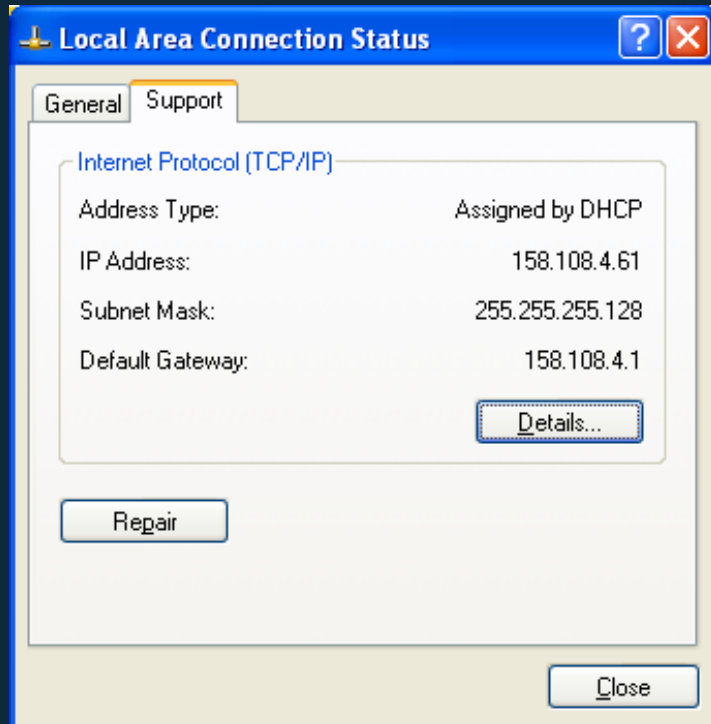 Local Area Connection Status
General Support
Internet Protocol (TCP/IP)
Address Type: Assigned by DHCP
IP Address: 158.108.4.61
Subnet Mask: 255.255.255.128
Default Gateway: 158.108.4.1
Details...
Repair
Close